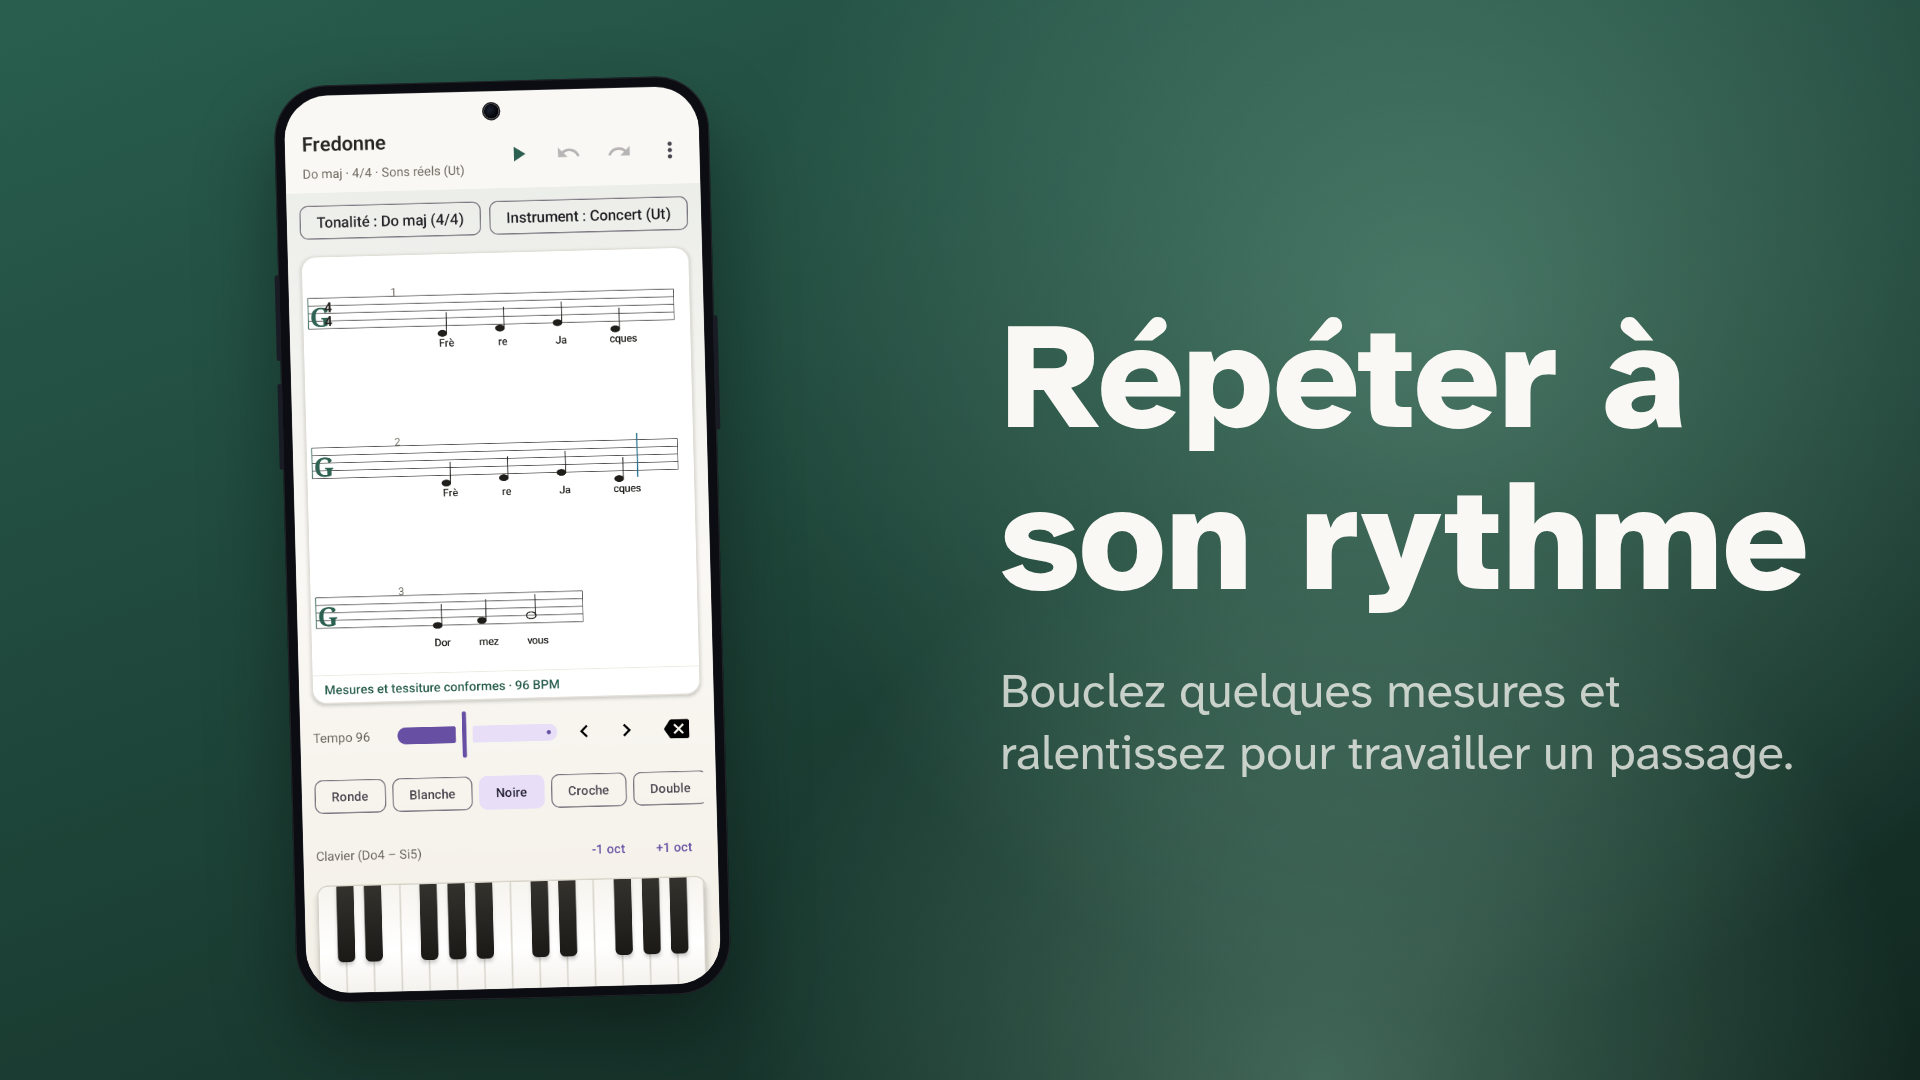 Fredonne
Do maj · 4/4 · Sons réels (Ut)
Tonalité : Do maj (4/4)
Instrument : Concert (Ut)
1
G 4 4
Frè re Ja cques
2
G
Frè re Ja cques
3
G
Dor mez vous
Mesures et tessiture conformes · 96 BPM
Tempo 96
Ronde Blanche Noire Croche Double
Clavier (Do4 – Si5)
-1 oct +1 oct
Répéter à
son rythme
Bouclez quelques mesures et
ralentissez pour travailler un passage.